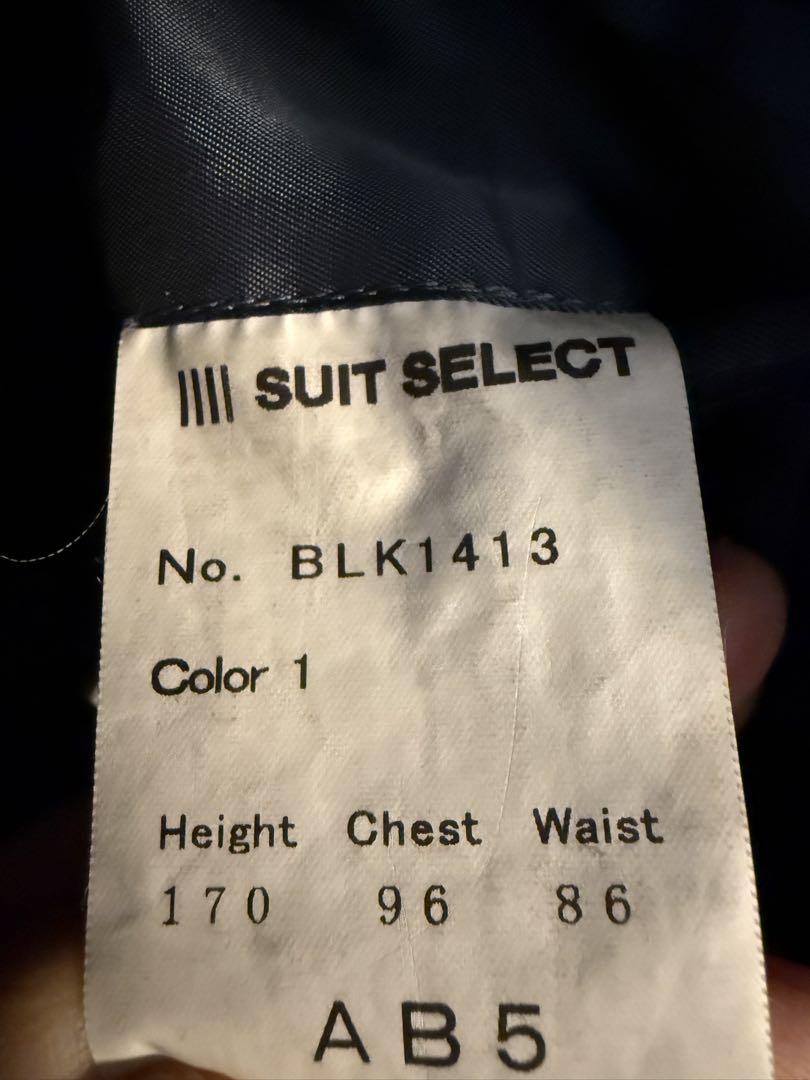 SUIT SELECT
No. BLK1413
Color 1
Height Chest Waist
170 96 86
AB5